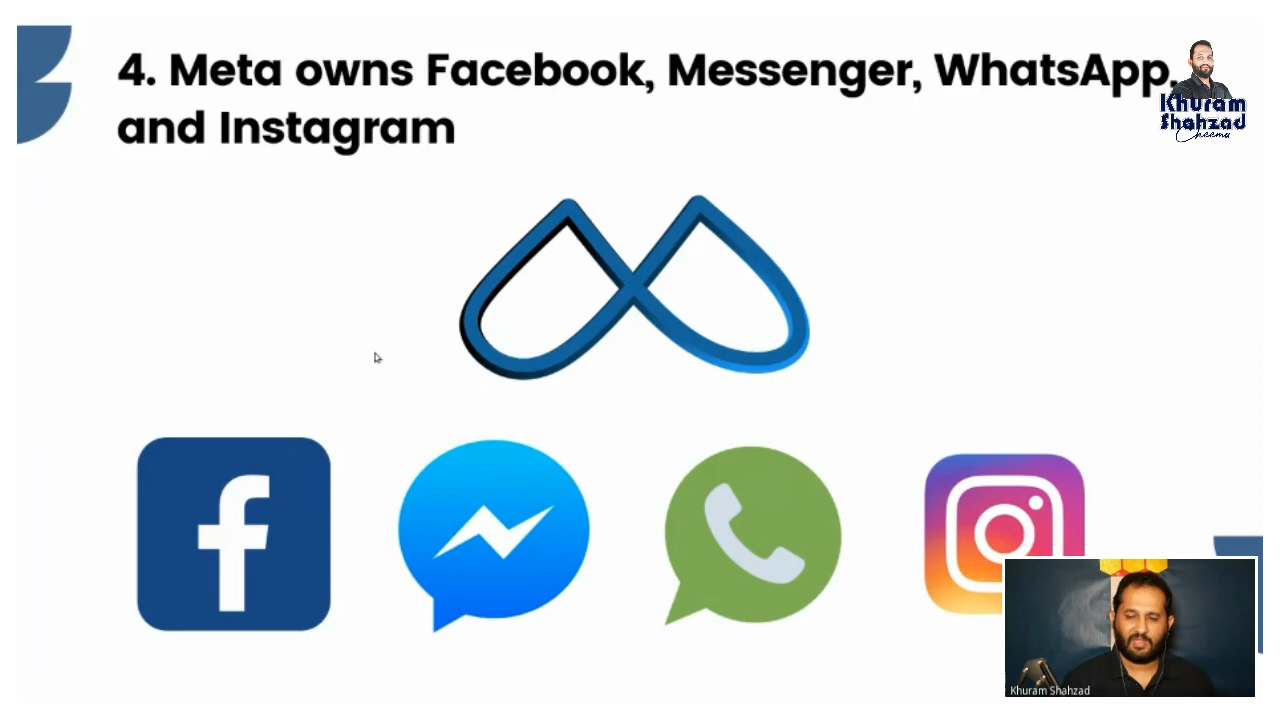 4. Meta owns Facebook, Messenger, WhatsApp,
and Instagram
Khuram
Shahzad
Cheema
Khuram Shahzad